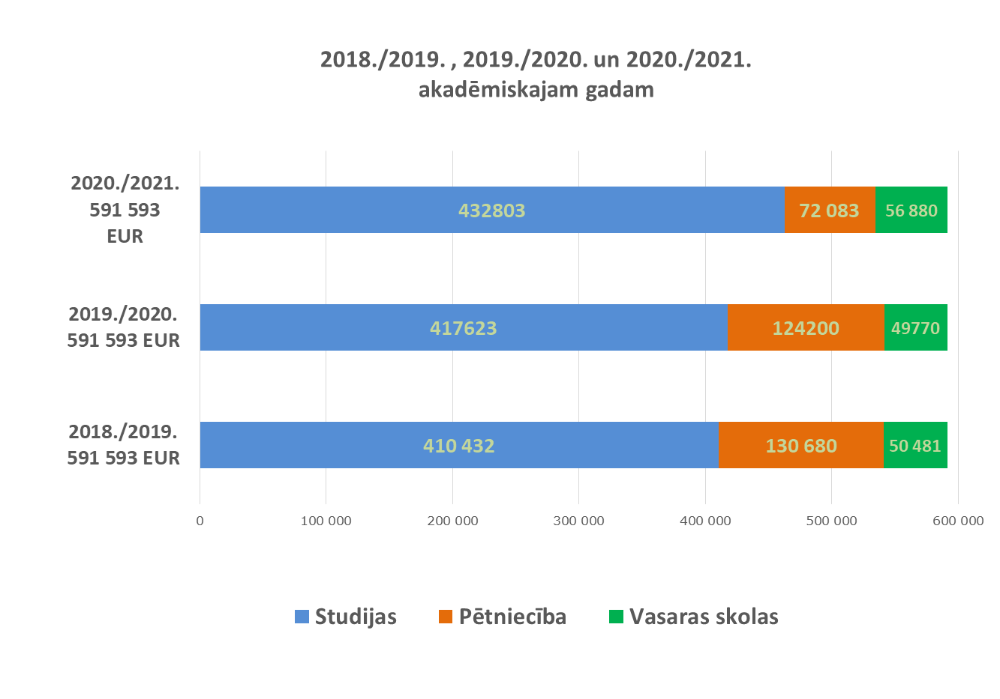 2018./2019. , 2019./2020. un 2020./2021.
akadēmiskajam gadam
2020./2021.
591 593
EUR
432803
72 083
56 880
2019./2020.
591 593 EUR
417623
124200
49770
2018./2019.
591 593 EUR
410 432
130 680
50 481
0
100 000
200 000
300 000
400 000
500 000
600 000
Studijas
Pētniecība
Vasaras skolas